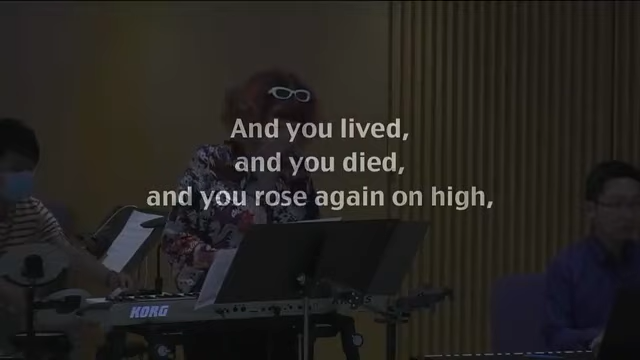 And you lived,
and you died,
and you rose again on high,
KORG